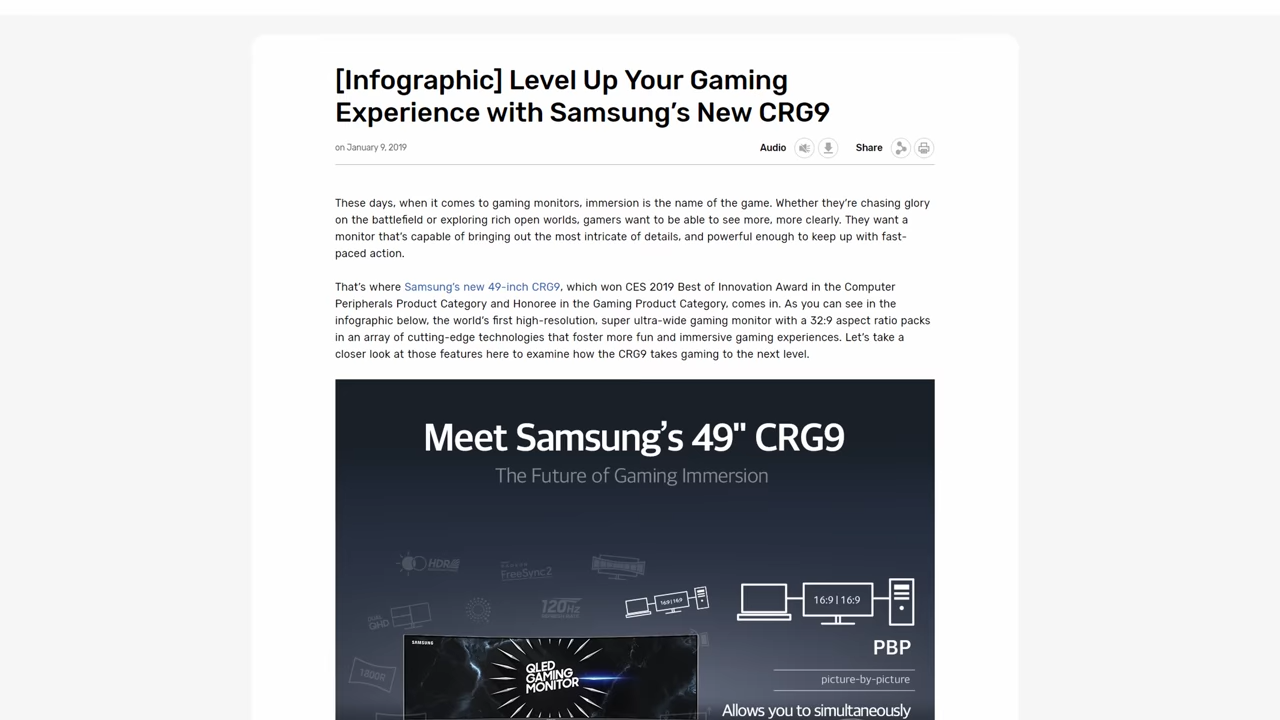 [Infographic] Level Up Your Gaming
Experience with Samsung’s New CRG9
on January 9, 2019
Audio
Share
These days, when it comes to gaming monitors, immersion is the name of the game. Whether they’re chasing glory
on the battlefield or exploring rich open worlds, gamers want to be able to see more, more clearly. They want a
monitor that’s capable of bringing out the most intricate of details, and powerful enough to keep up with fast-
paced action.
That’s where Samsung’s new 49-inch CRG9, which won CES 2019 Best of Innovation Award in the Computer
Peripherals Product Category and Honoree in the Gaming Product Category, comes in. As you can see in the
infographic below, the world’s first high-resolution, super ultra-wide gaming monitor with a 32:9 aspect ratio packs
in an array of cutting-edge technologies that foster more fun and immersive gaming experiences. Let’s take a
closer look at those features here to examine how the CRG9 takes gaming to the next level.
Meet Samsung’s 49" CRG9
The Future of Gaming Immersion
HDR
FreeSync2
DUAL
QHD
120Hz
16:9|16:9
16:9|16:9
PBP
SAMSUNG
QLED
GAMING
MONITOR
1800R
picture-by-picture
Allows you to simultaneously